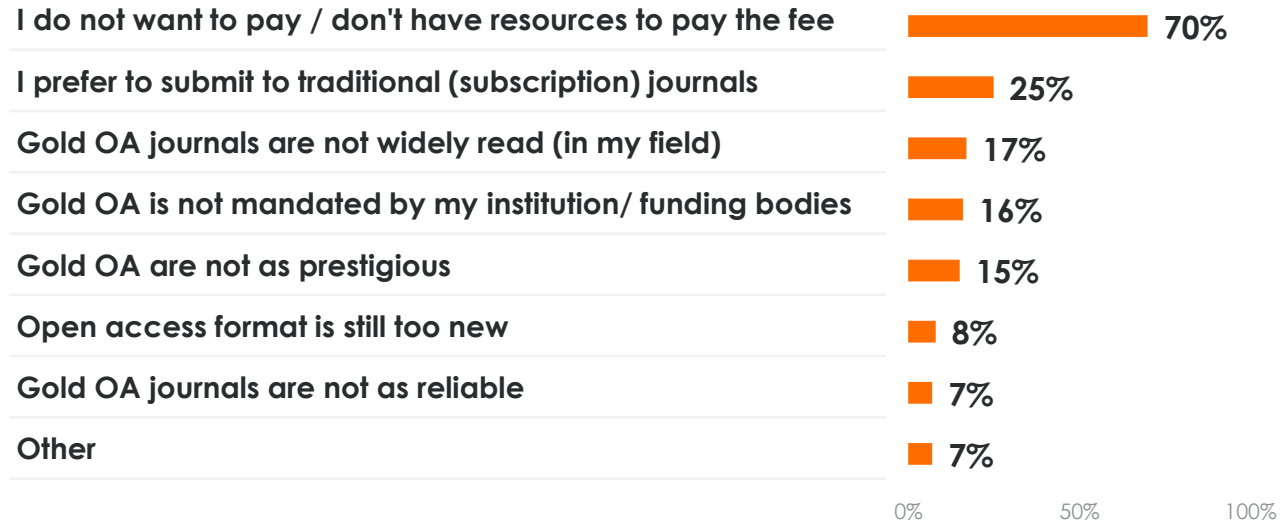 I do not want to pay / don't have resources to pay the fee 70%
I prefer to submit to traditional (subscription) journals 25%
Gold OA journals are not widely read (in my field) 17%
Gold OA is not mandated by my institution/ funding bodies 16%
Gold OA are not as prestigious 15%
Open access format is still too new 8%
Gold OA journals are not as reliable 7%
Other 7%
0% 50% 100%